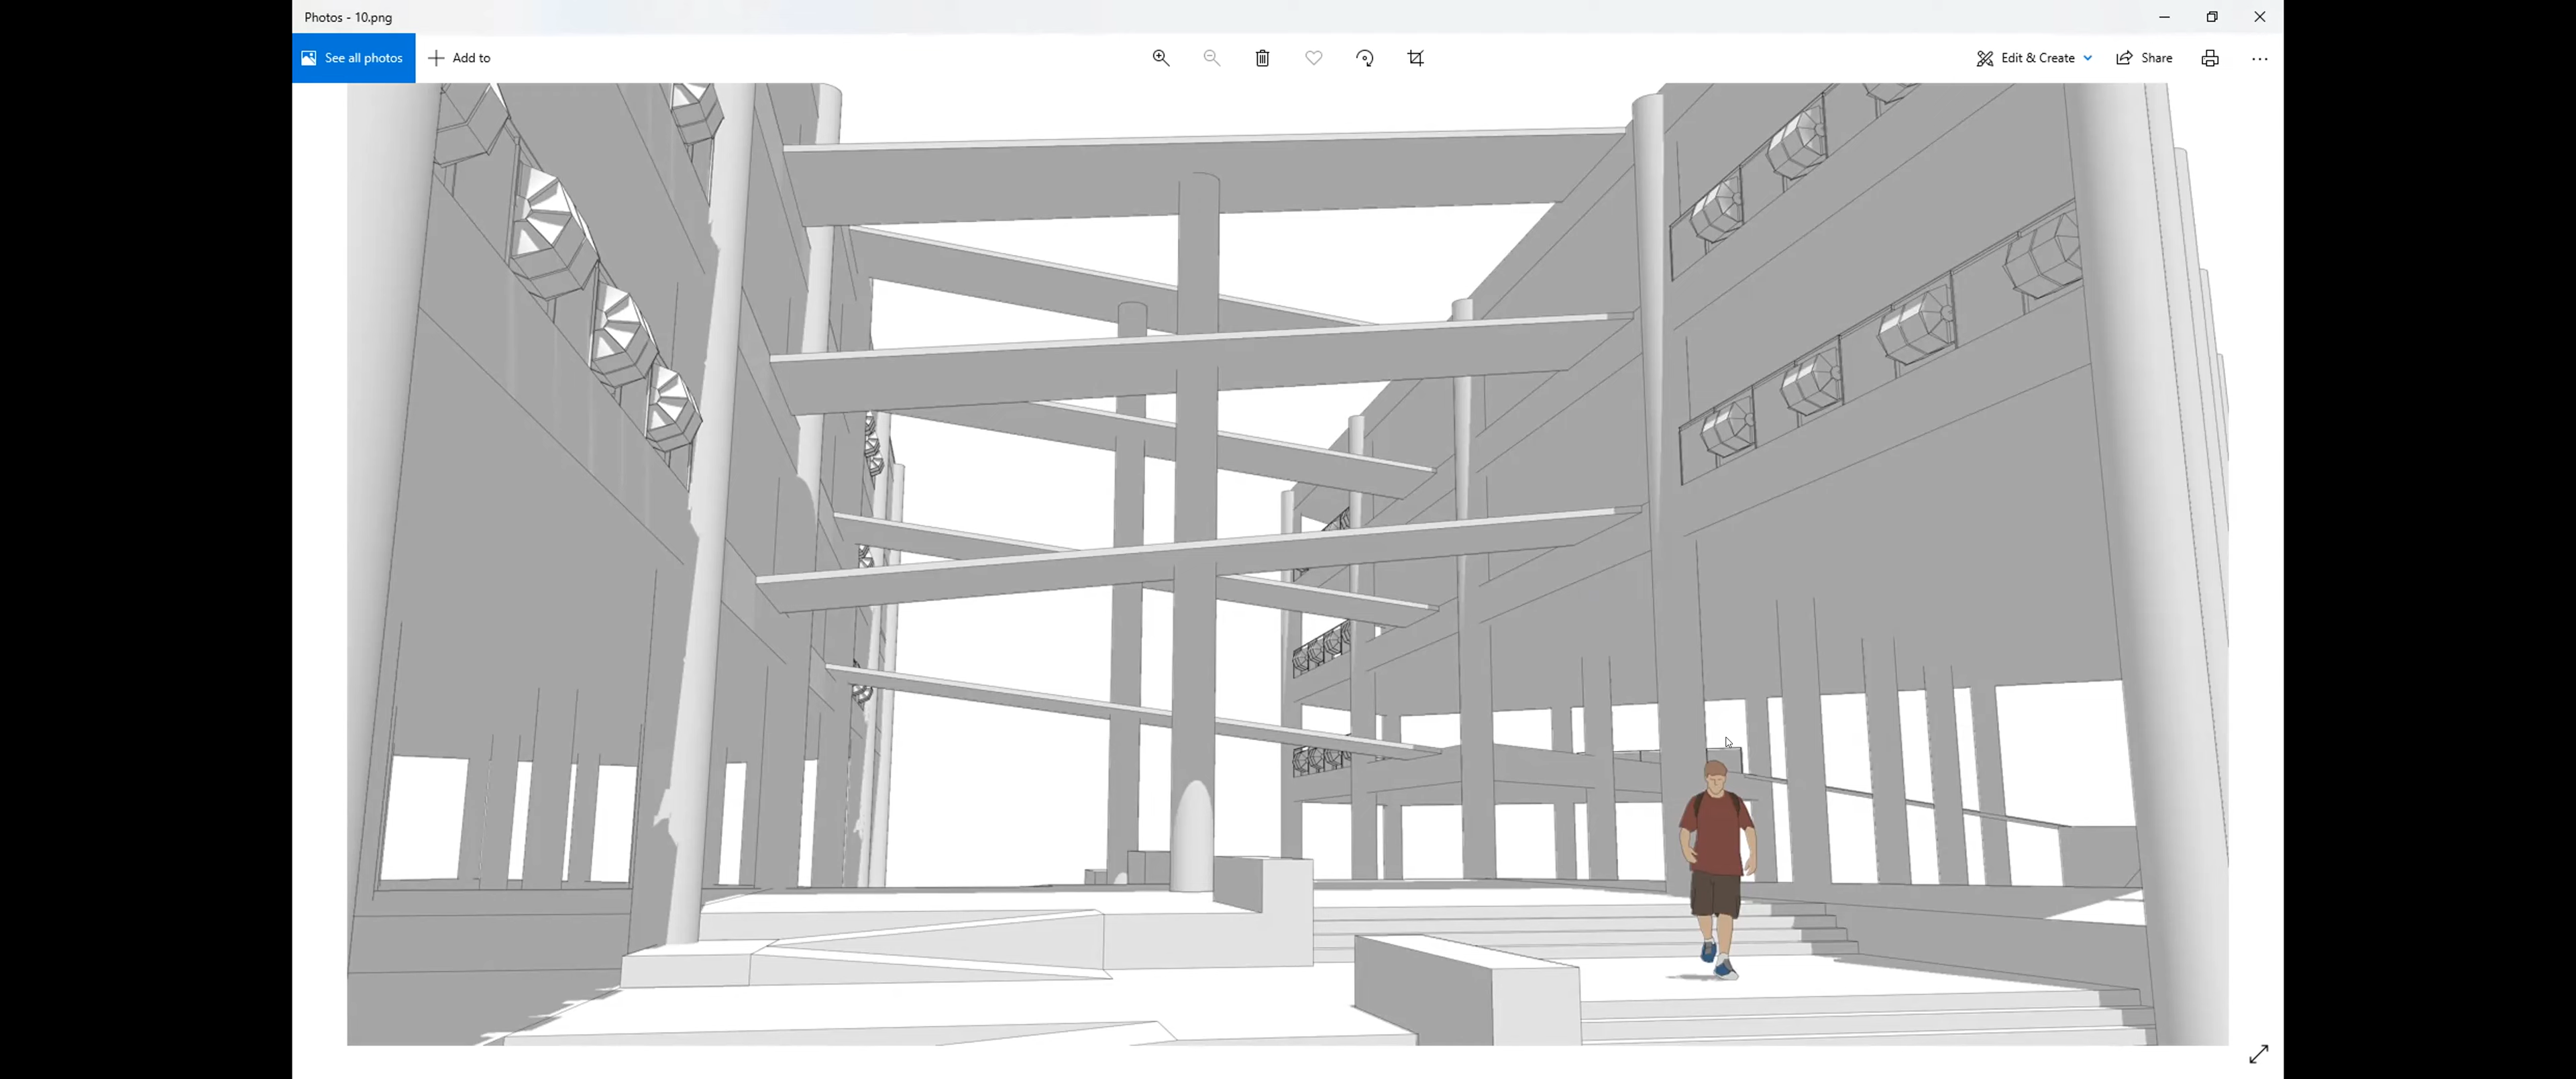 Photos - 10.png
See all photos
Add to
Edit & Create
Share